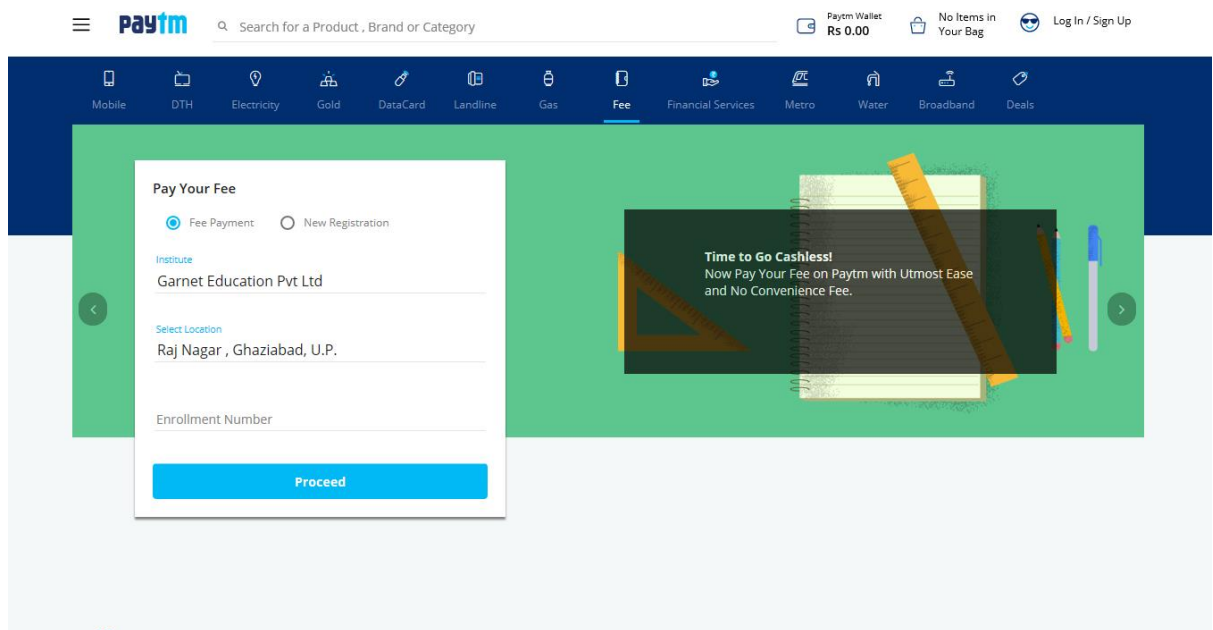 paytm
Search for a Product , Brand or Category
Paytm Wallet
Rs 0.00
No Items in
Your Bag
Log In / Sign Up
Mobile
DTH
Electricity
Gold
DataCard
Landline
Gas
Fee
Financial Services
Metro
Water
Broadband
Deals
Pay Your Fee
Fee Payment
New Registration
Institute
Garnet Education Pvt Ltd
Select Location
Raj Nagar , Ghaziabad, U.P.
Enrollment Number
Proceed
Time to Go Cashless!
Now Pay Your Fee on Paytm with Utmost Ease
and No Convenience Fee.